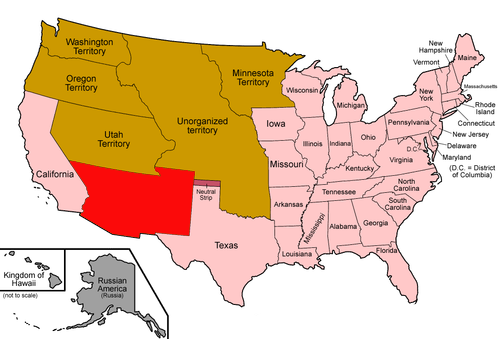 Washington
Territory
Oregon
Territory
Minnesota
Territory
Unorganized
territory
Utah
Territory
California
Neutral
Strip
Texas
Wisconsin
Michigan
Iowa
Illinois
Indiana
Ohio
Missouri
Kentucky
Tennessee
Arkansas
Mississippi
Alabama
Georgia
Louisiana
Florida
South
Carolina
North
Carolina
Virginia
D.C.
Pennsylvania
New
York
Vermont
New
Hampshire
Maine
Massachusetts
Rhode
Island
Connecticut
New Jersey
Delaware
Maryland
(D.C. = District
of Columbia)
Kingdom of
Hawaii
(not to scale)
Russian
America
(Russia)